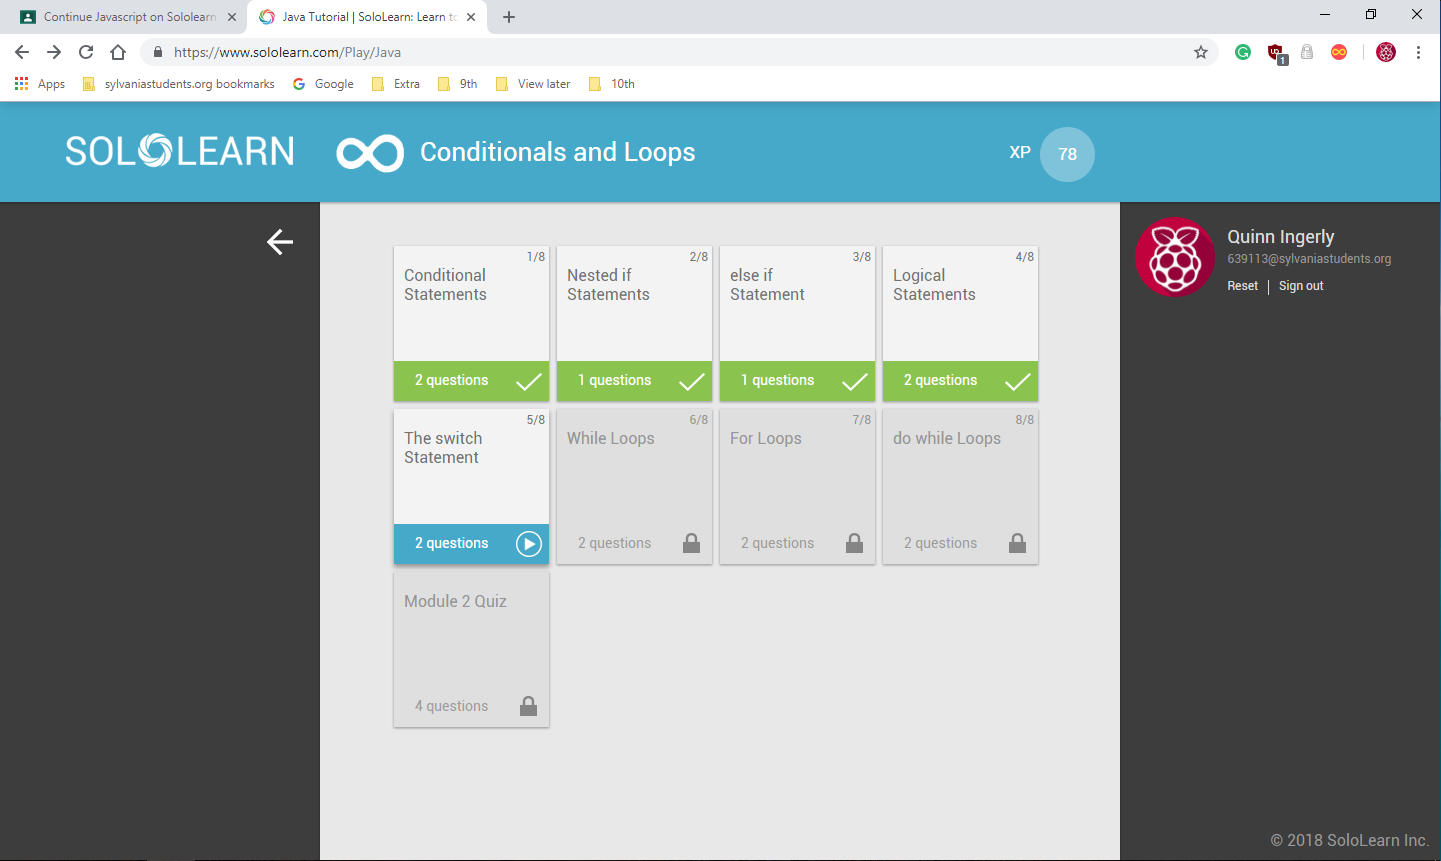 Continue Javascript on Sololearn
Java Tutorial | SoloLearn: Learn to
https://www.sololearn.com/Play/Java
1
Apps
sylvaniastudents.org bookmarks
Google
Extra
9th
View later
10th
SOLOLEARN
Conditionals and Loops
XP
78
Quinn Ingerly
639113@sylvaniastudents.org
Reset | Sign out
1/8
Conditional
Statements
2 questions
2/8
Nested if
Statements
1 questions
3/8
else if
Statement
1 questions
4/8
Logical
Statements
2 questions
5/8
The switch
Statement
2 questions
6/8
While Loops
2 questions
7/8
For Loops
2 questions
8/8
do while Loops
2 questions
Module 2 Quiz
4 questions
© 2018 SoloLearn Inc.